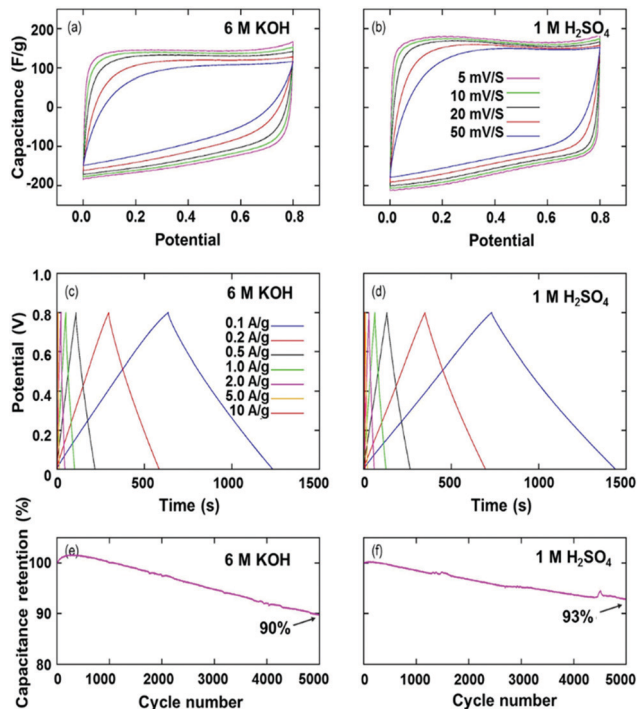 (a)
6 M KOH
Capacitance (F/g)
200
100
0
-100
-200
0.0 0.2 0.4 0.6 0.8
Potential
(b)
1 M H₂SO₄
5 mV/S
10 mV/S
20 mV/S
50 mV/S
0.0 0.2 0.4 0.6 0.8
Potential
(c)
6 M KOH
Potential (V)
1.0
0.8
0.6
0.4
0.2
0
0.1 A/g
0.2 A/g
0.5 A/g
1.0 A/g
2.0 A/g
5.0 A/g
10 A/g
0 500 1000 1500
Time (s)
(d)
1 M H₂SO₄
0 500 1000 1500
Time (s)
(e)
6 M KOH
Capacitance retention (%)
100
90
80
90%
0 1000 2000 3000 4000 5000
Cycle number
(f)
1 M H₂SO₄
93%
0 1000 2000 3000 4000 5000
Cycle number